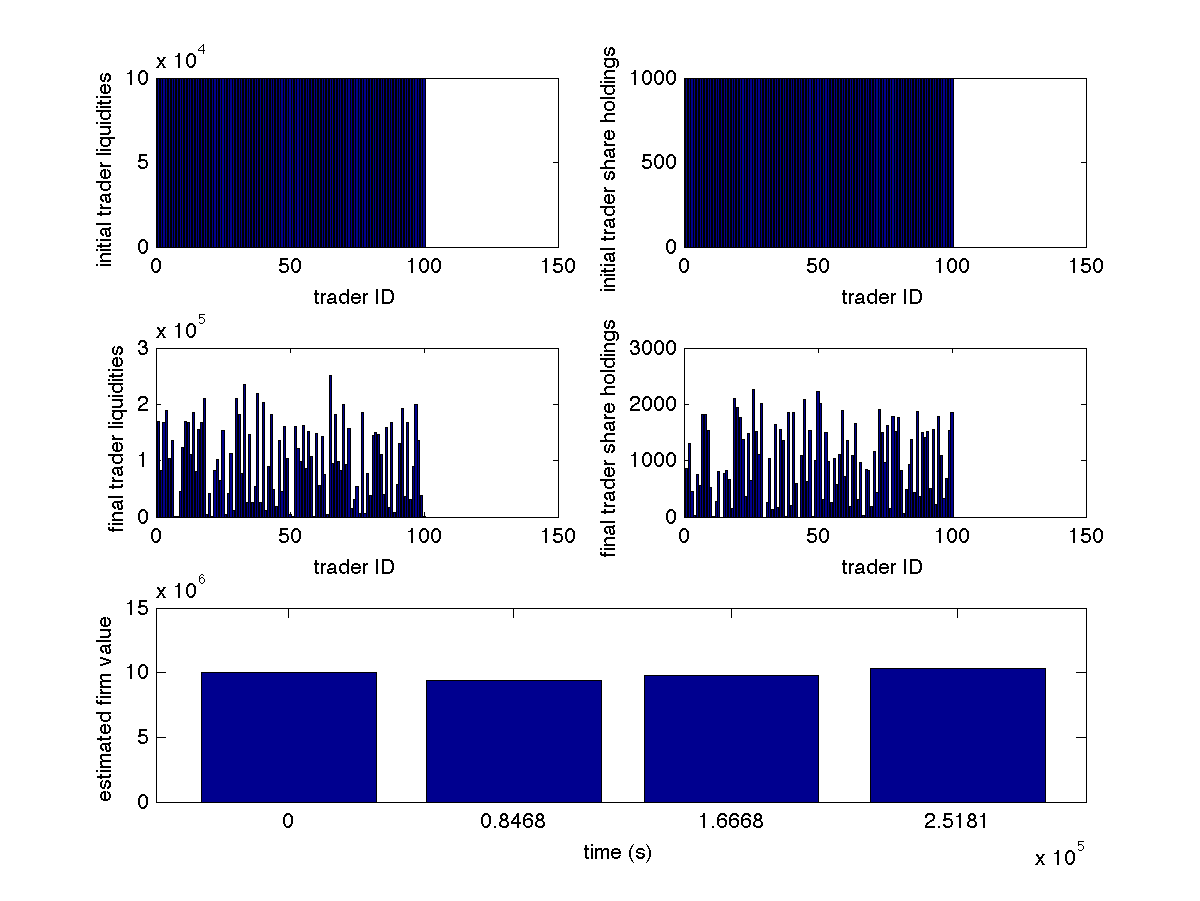 x 10^4
10
5
0
initial trader liquidities
0 50 100 150
trader ID
1000
500
0
initial trader share holdings
0 50 100 150
trader ID
x 10^5
3
2
1
0
final trader liquidities
0 50 100 150
trader ID
3000
2000
1000
0
final trader share holdings
0 50 100 150
trader ID
x 10^6
15
10
5
0
estimated firm value
0 0.8468 1.6668 2.5181
time (s)
x 10^5